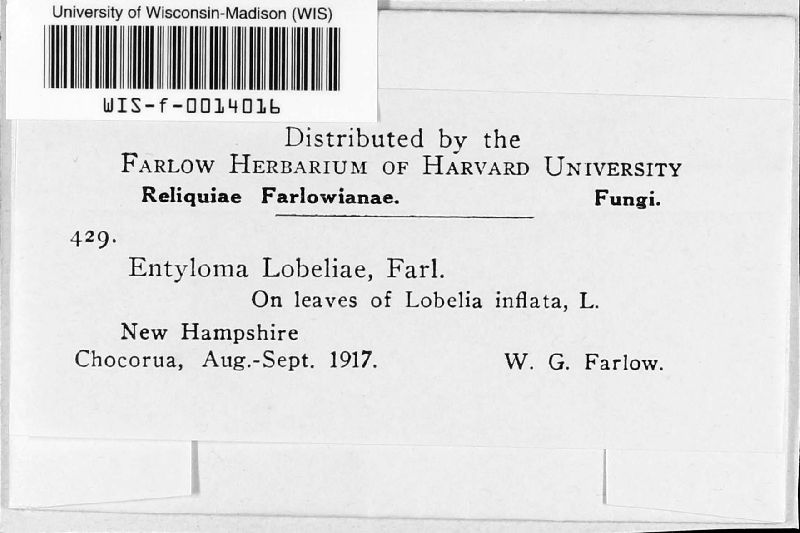 University of Wisconsin-Madison (WIS)
WIS-f-0014016
Distributed by the
FARLOW HERBARIUM OF HARVARD UNIVERSITY
Reliquiae Farlowianae. Fungi.
429.
Entyloma Lobeliae, Farl.
On leaves of Lobelia inflata, L.
New Hampshire
Chocorua, Aug.-Sept. 1917. W. G. Farlow.